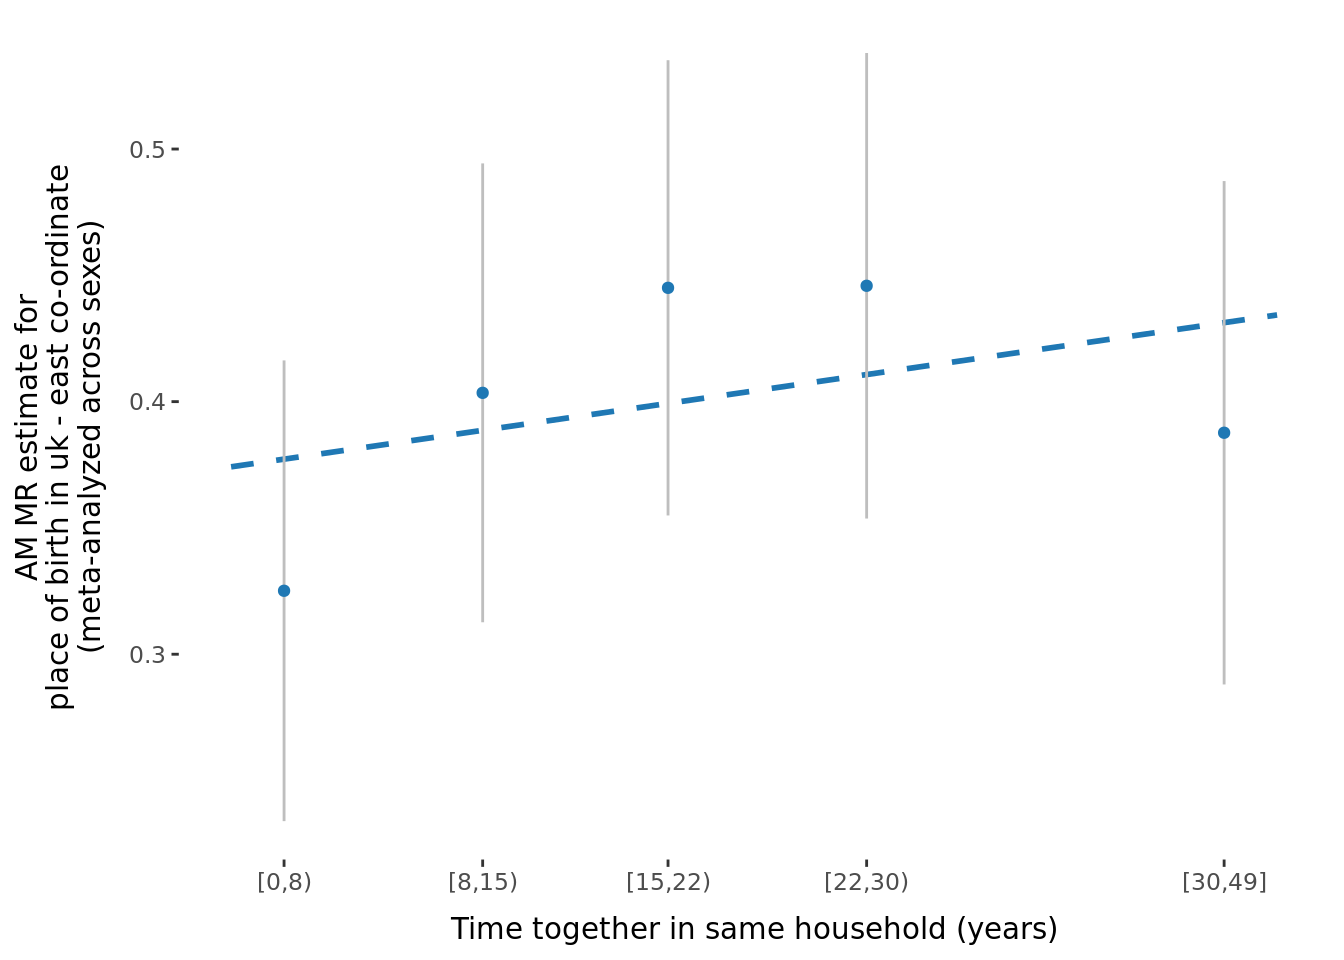 AM MR estimate for
place of birth in uk - east co-ordinate
(meta-analyzed across sexes)
0.5
0.4
0.3
[0,8)
[8,15)
[15,22)
[22,30)
[30,49]
Time together in same household (years)